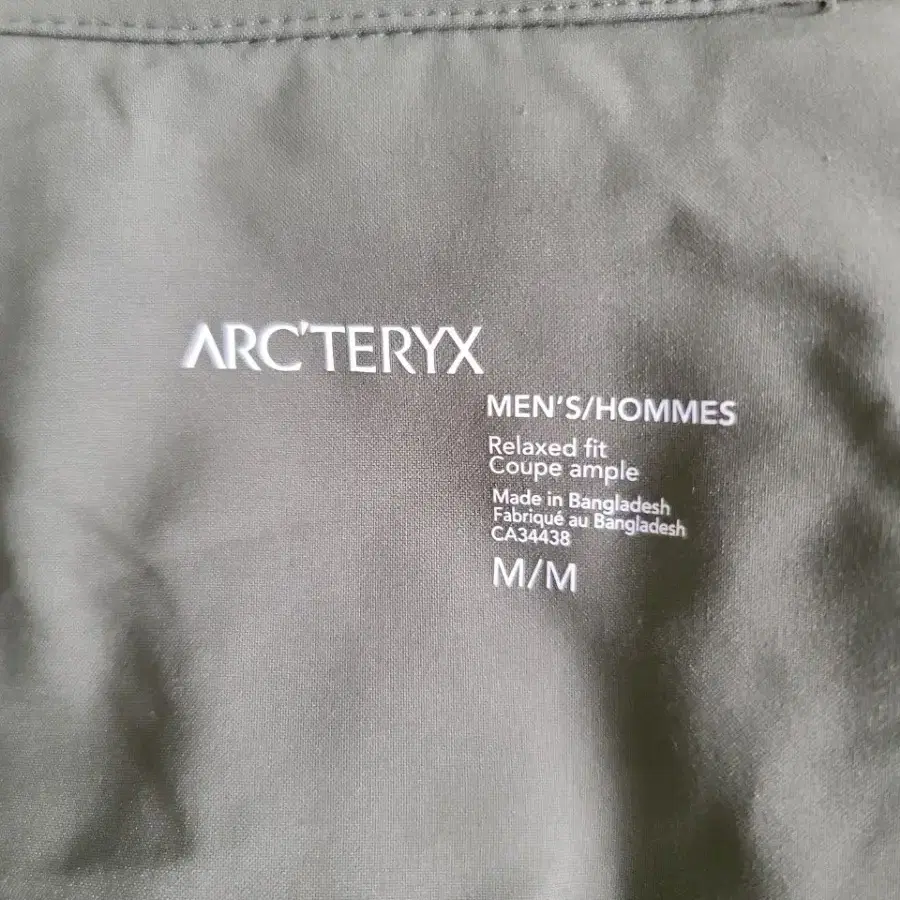 ARC'TERYX
MEN'S/HOMMES
Relaxed fit
Coupe ample
Made in Bangladesh
Fabriqué au Bangladesh
CA34438
M/M